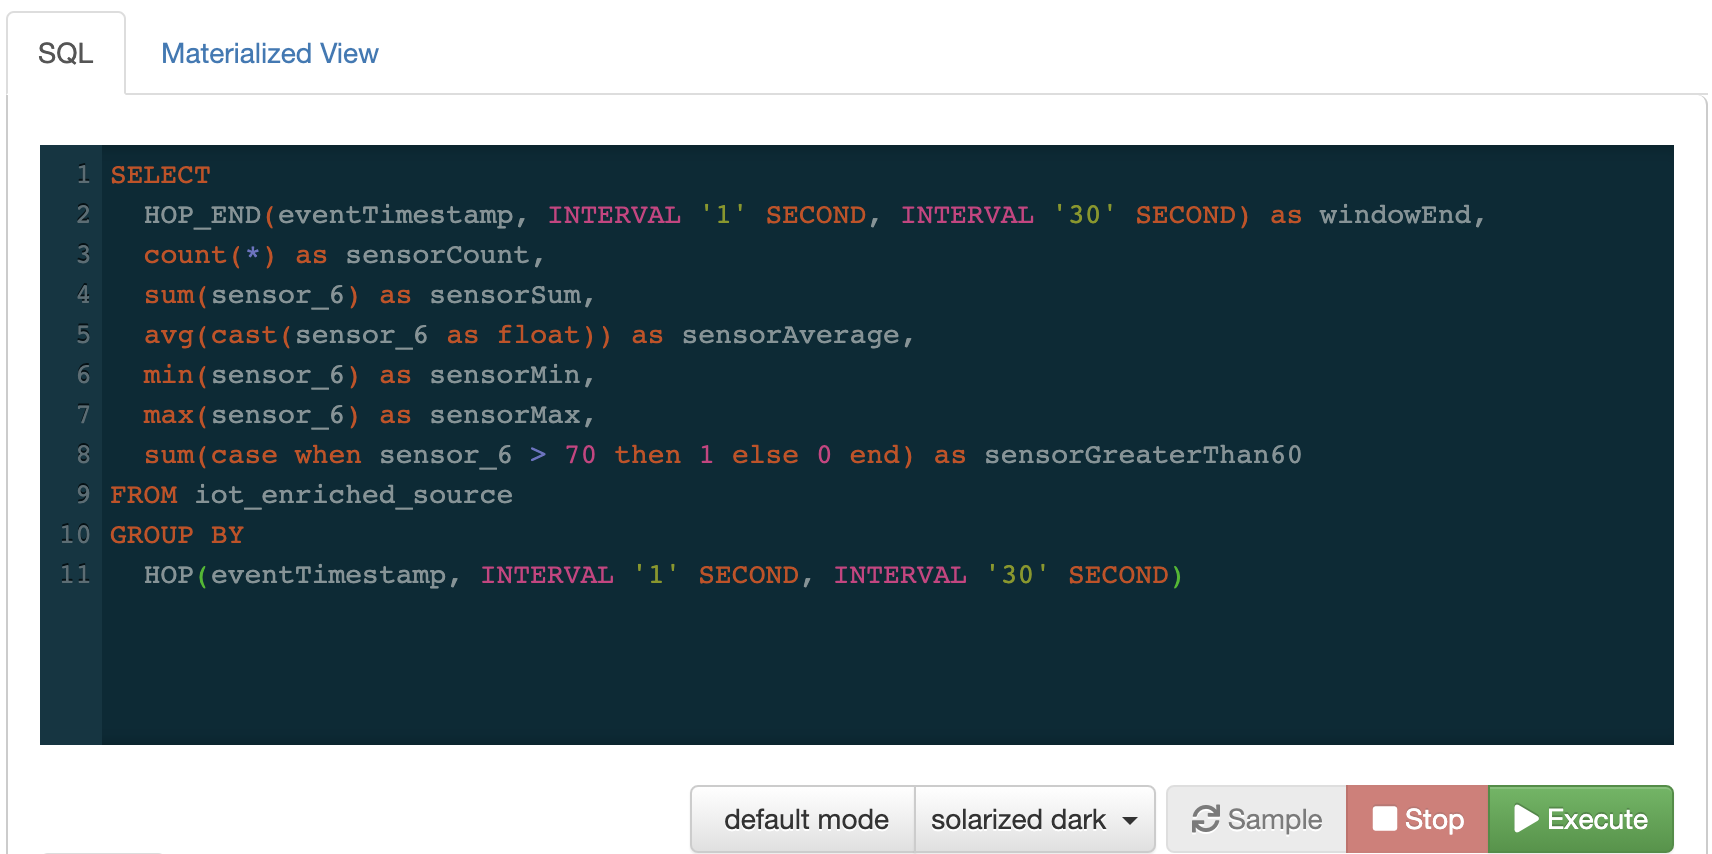 SQL Materialized View
1 SELECT
2 HOP_END(eventTimestamp, INTERVAL '1' SECOND, INTERVAL '30' SECOND) as windowEnd,
3 count(*) as sensorCount,
4 sum(sensor_6) as sensorSum,
5 avg(cast(sensor_6 as float)) as sensorAverage,
6 min(sensor_6) as sensorMin,
7 max(sensor_6) as sensorMax,
8 sum(case when sensor_6 > 70 then 1 else 0 end) as sensorGreaterThan60
9 FROM iot_enriched_source
10 GROUP BY
11 HOP(eventTimestamp, INTERVAL '1' SECOND, INTERVAL '30' SECOND)
default mode solarized dark Sample Stop Execute